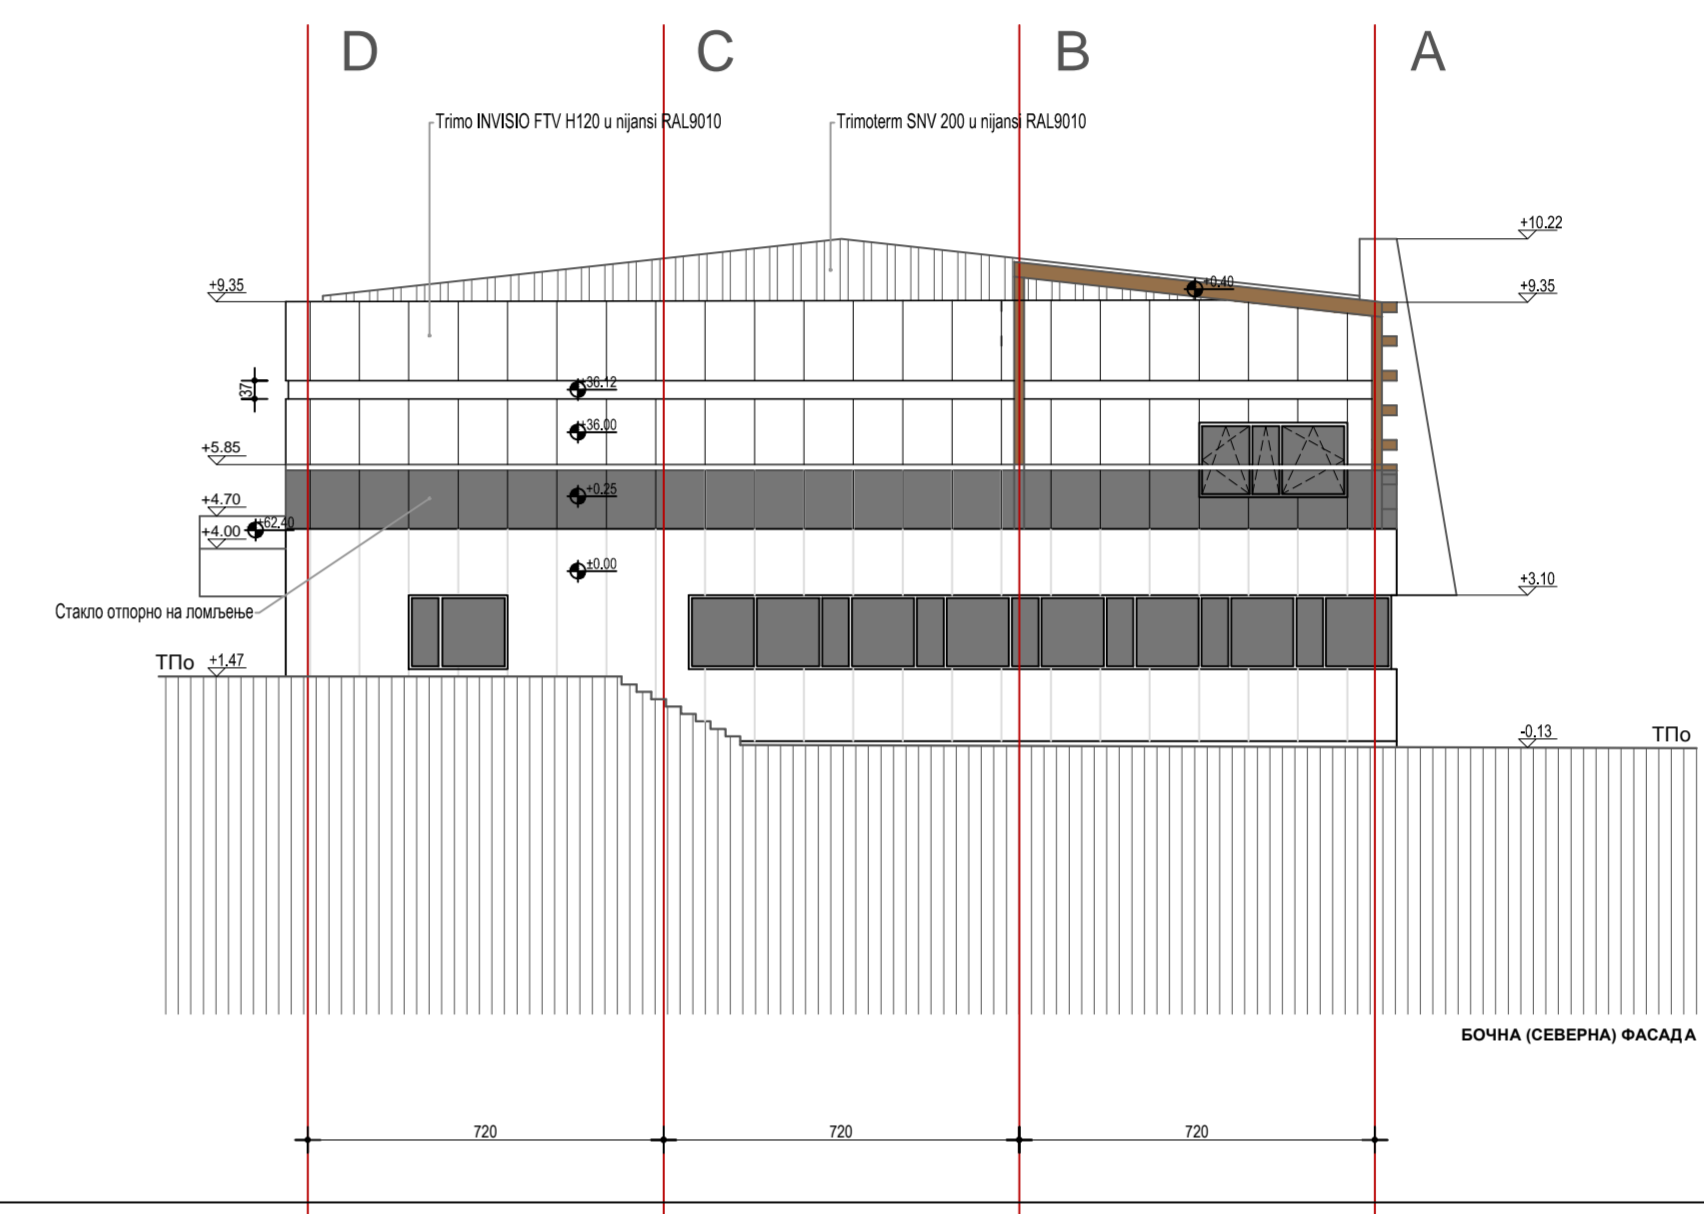 D C B A
Trimo INVISIO FTV H120 u nijansi RAL9010
Trimoterm SNV 200 u nijansi RAL9010
+10.22
+9.35
+9.35
+0.40
37
+36.12
+36.00
+5.85
+0.25
+4.70
+62.40
+4.00
±0.00
+3.10
Стакло отпорно на ломљење
ТПо +1.47
-0.13 ТПо
БОЧНА (СЕВЕРНА) ФАСАДА
720 720 720